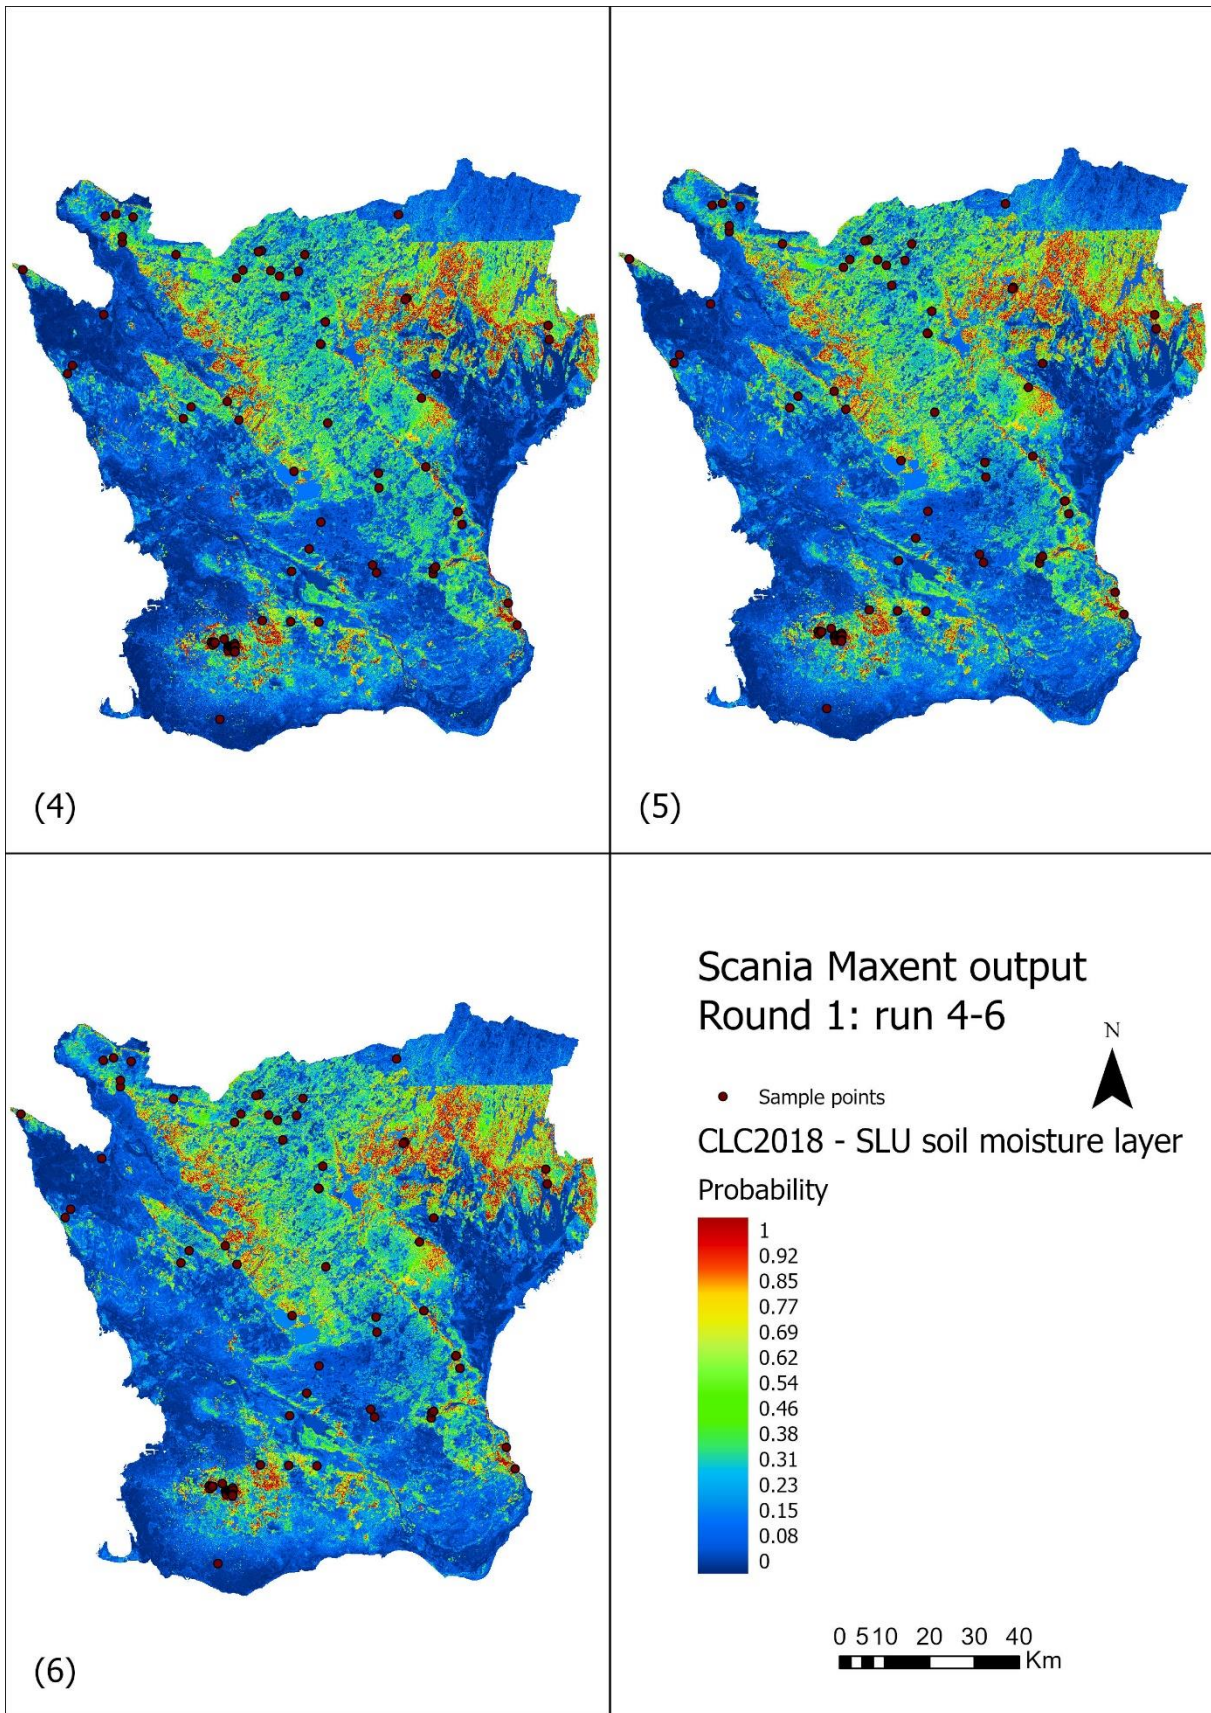 (4)
(5)
(6)
Scania Maxent output
Round 1: run 4-6
N
Sample points
CLC2018 - SLU soil moisture layer
Probability
1
0.92
0.85
0.77
0.69
0.62
0.54
0.46
0.38
0.31
0.23
0.15
0.08
0
0 5 10 20 30 40
Km